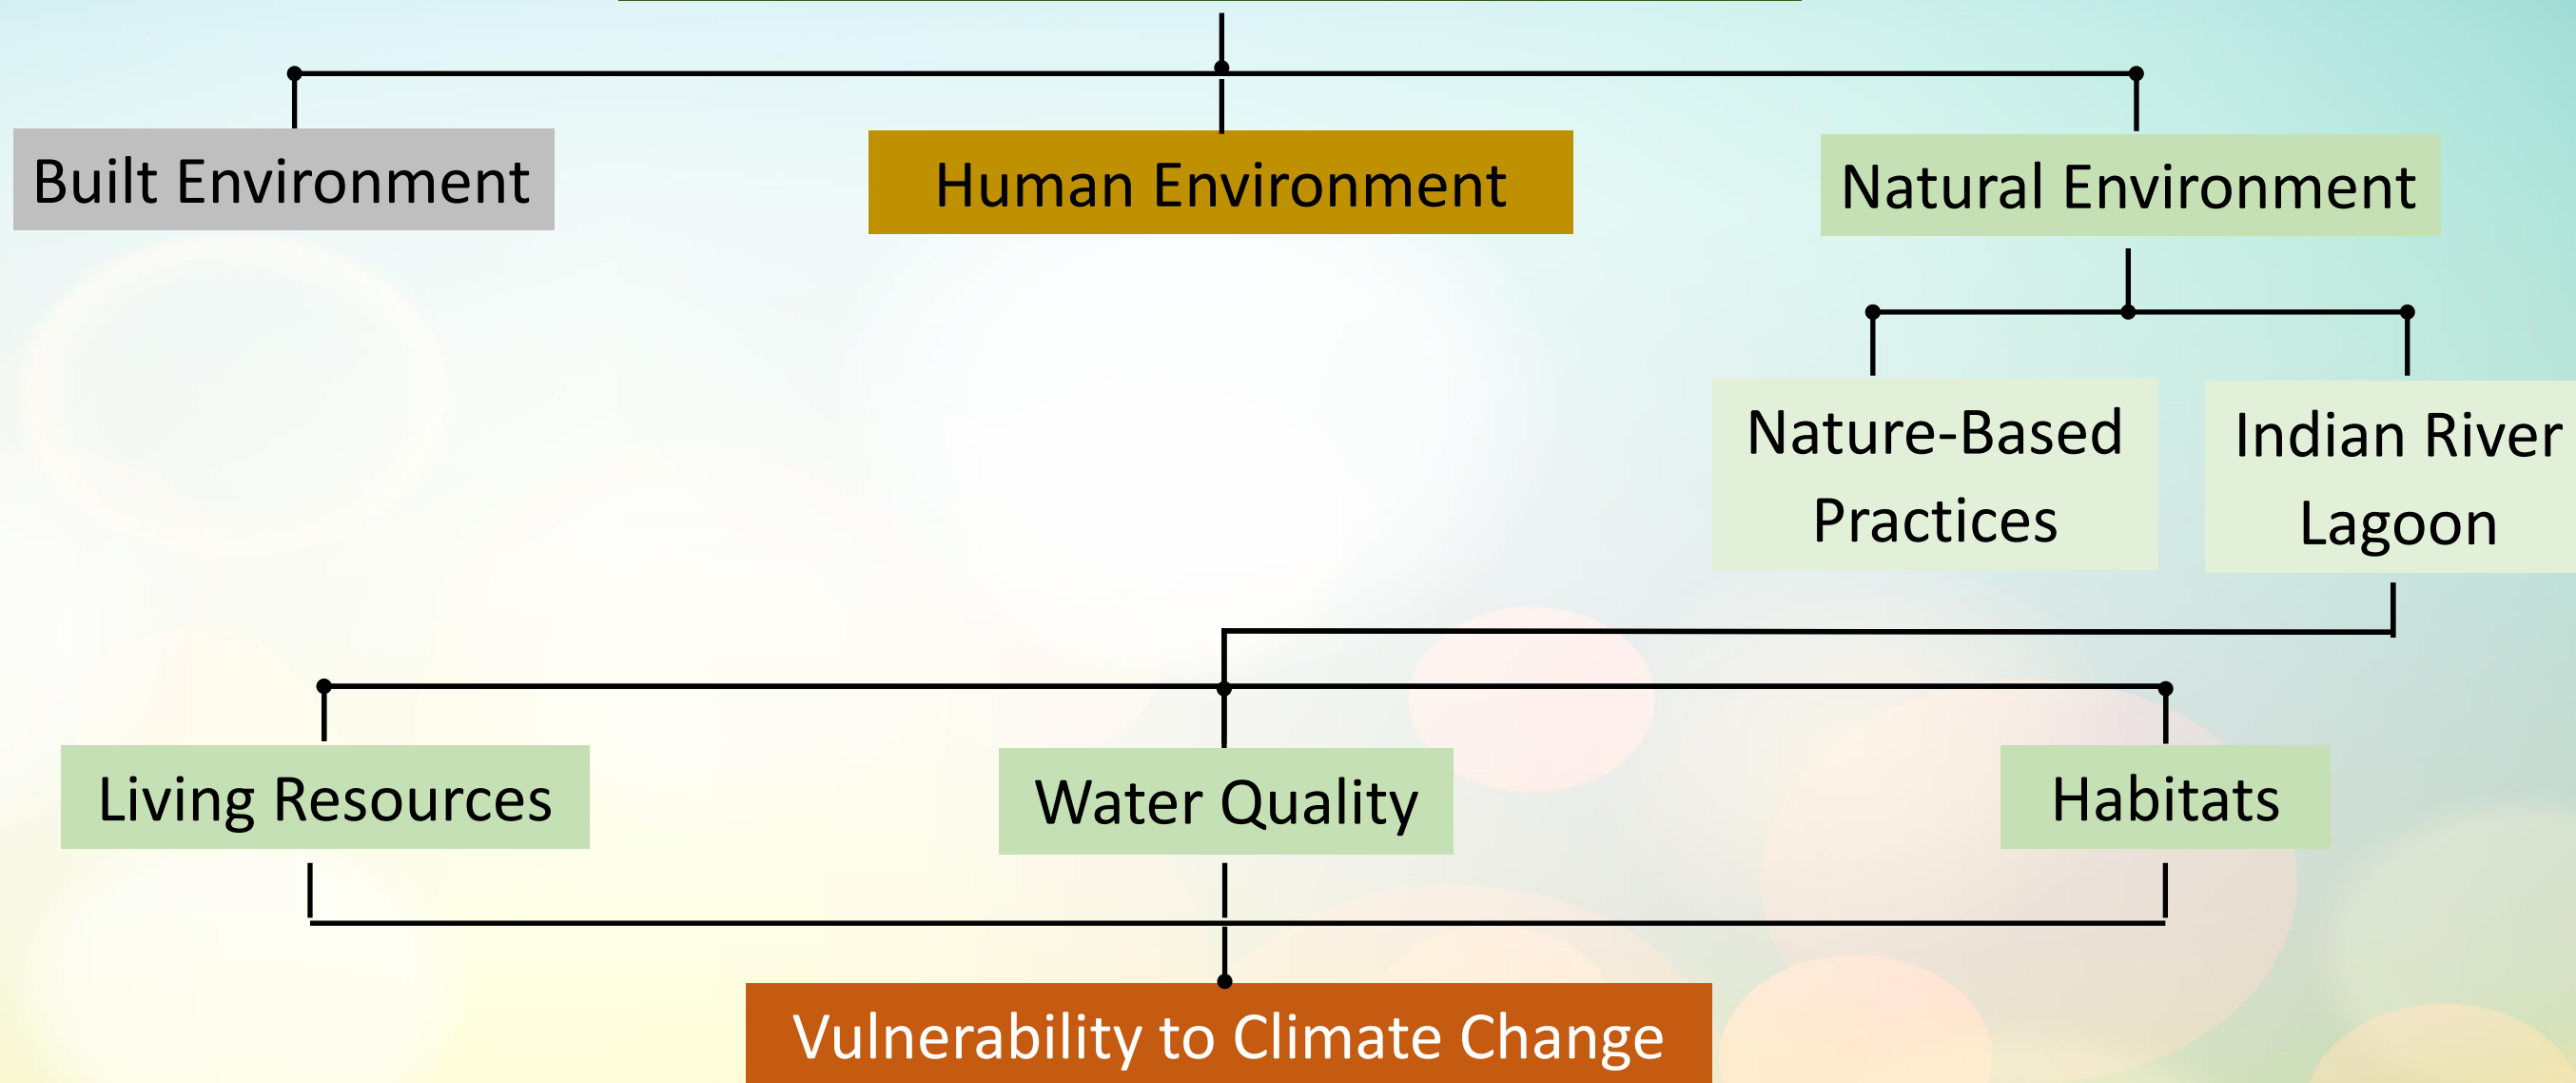 Built Environment
Human Environment
Natural Environment
Nature-Based
Practices
Indian River
Lagoon
Living Resources
Water Quality
Habitats
Vulnerability to Climate Change